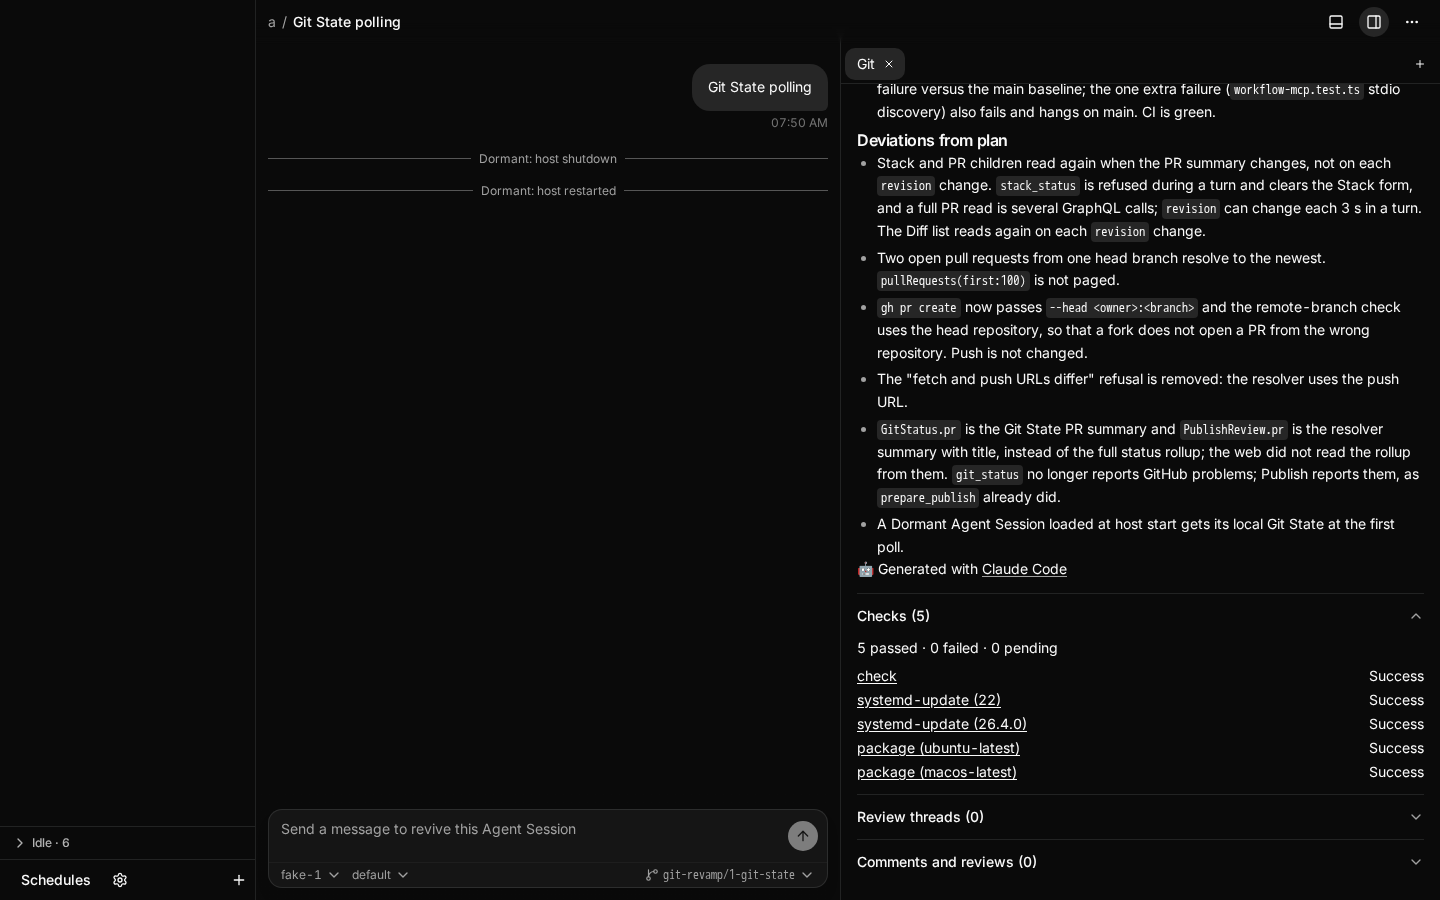 a / Git State polling
Git State polling
07:50 AM
Dormant: host shutdown
Dormant: host restarted
Send a message to revive this Agent Session
fake-1
default
git-revamp/1-git-state
Idle · 6
Schedules
Git
failure versus the main baseline; the one extra failure (workflow-mcp.test.ts stdio
discovery) also fails and hangs on main. CI is green.
Deviations from plan
Stack and PR children read again when the PR summary changes, not on each
revision change. stack_status is refused during a turn and clears the Stack form,
and a full PR read is several GraphQL calls; revision can change each 3 s in a turn.
The Diff list reads again on each revision change.
Two open pull requests from one head branch resolve to the newest.
pullRequests(first:100) is not paged.
gh pr create now passes --head <owner>:<branch> and the remote-branch check
uses the head repository, so that a fork does not open a PR from the wrong
repository. Push is not changed.
The "fetch and push URLs differ" refusal is removed: the resolver uses the push
URL.
GitStatus.pr is the Git State PR summary and PublishReview.pr is the resolver
summary with title, instead of the full status rollup; the web did not read the rollup
from them. git_status no longer reports GitHub problems; Publish reports them, as
prepare_publish already did.
A Dormant Agent Session loaded at host start gets its local Git State at the first
poll.
🤖 Generated with Claude Code
Checks (5)
5 passed · 0 failed · 0 pending
check Success
systemd-update (22) Success
systemd-update (26.4.0) Success
package (ubuntu-latest) Success
package (macos-latest) Success
Review threads (0)
Comments and reviews (0)